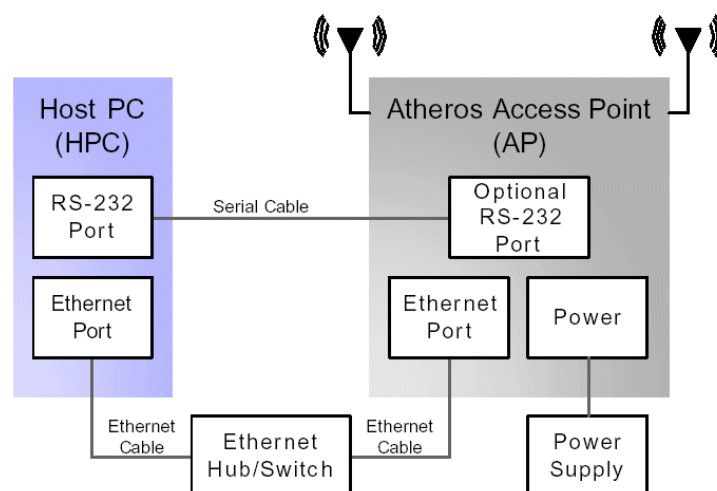 Host PC
(HPC)
Atheros Access Point
(AP)
RS-232
Port
Serial Cable
Optional
RS-232
Port
Ethernet
Port
Ethernet
Port
Power
Ethernet
Cable
Ethernet
Hub/Switch
Ethernet
Cable
Power
Supply